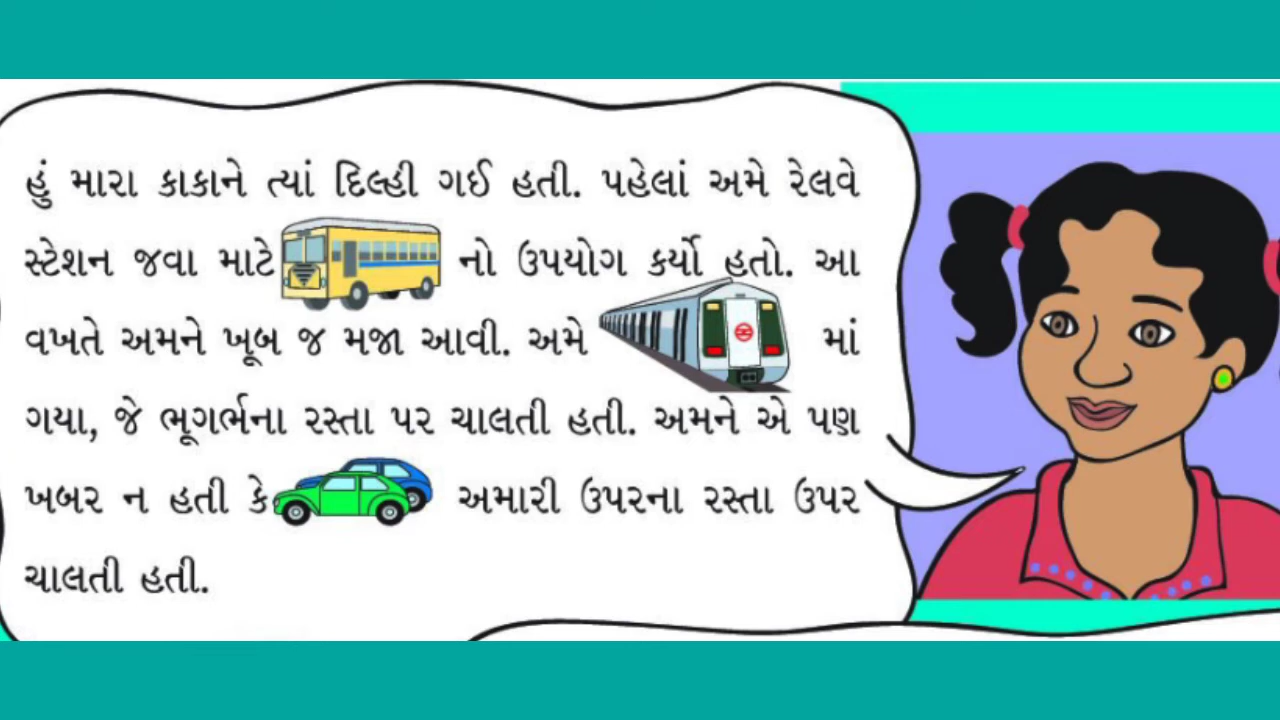 હું મારા કાકાને ત્યાં દિલ્હી ગઈ હતી. પહેલાં અમે રેલવે
સ્ટેશન જવા માટે નો ઉપયોગ કર્યો હતો. આ
વખતે અમને ખૂબ જ મજા આવી. અમે માં
ગયા, જે ભૂગર્ભના રસ્તા પર ચાલતી હતી. અમને એ પણ
ખબર ન હતી કે અમારી ઉપરના રસ્તા ઉપર
ચાલતી હતી.